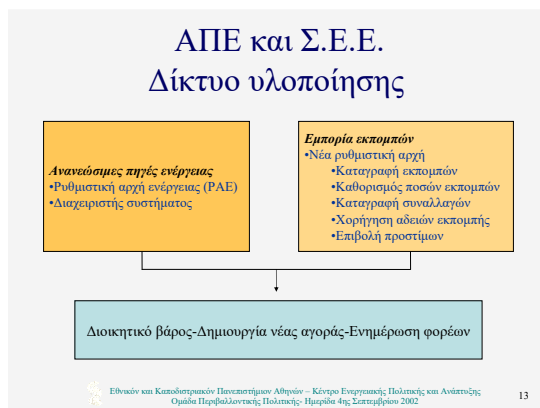 ΑΠΕ και Σ.Ε.Ε.
Δίκτυο υλοποίησης
Ανανεώσιμες πηγές ενέργειας
•Ρυθμιστική αρχή ενέργειας (ΡΑΕ)
•Διαχειριστής συστήματος
Εμπορία εκπομπών
•Νέα ρυθμιστική αρχή
•Καταγραφή εκπομπών
•Καθορισμός ποσών εκπομπών
•Καταγραφή συναλλαγών
•Χορήγηση αδειών εκπομπής
•Επιβολή προστίμων
Διοικητικό βάρος-Δημιουργία νέας αγοράς-Ενημέρωση φορέων
Εθνικόν και Καποδιστριακόν Πανεπιστήμιον Αθηνών – Κέντρο Ενεργειακής Πολιτικής και Ανάπτυξης
Ομάδα Περιβαλλοντικής Πολιτικής- Ημερίδα 4ης Σεπτεμβρίου 2002
13